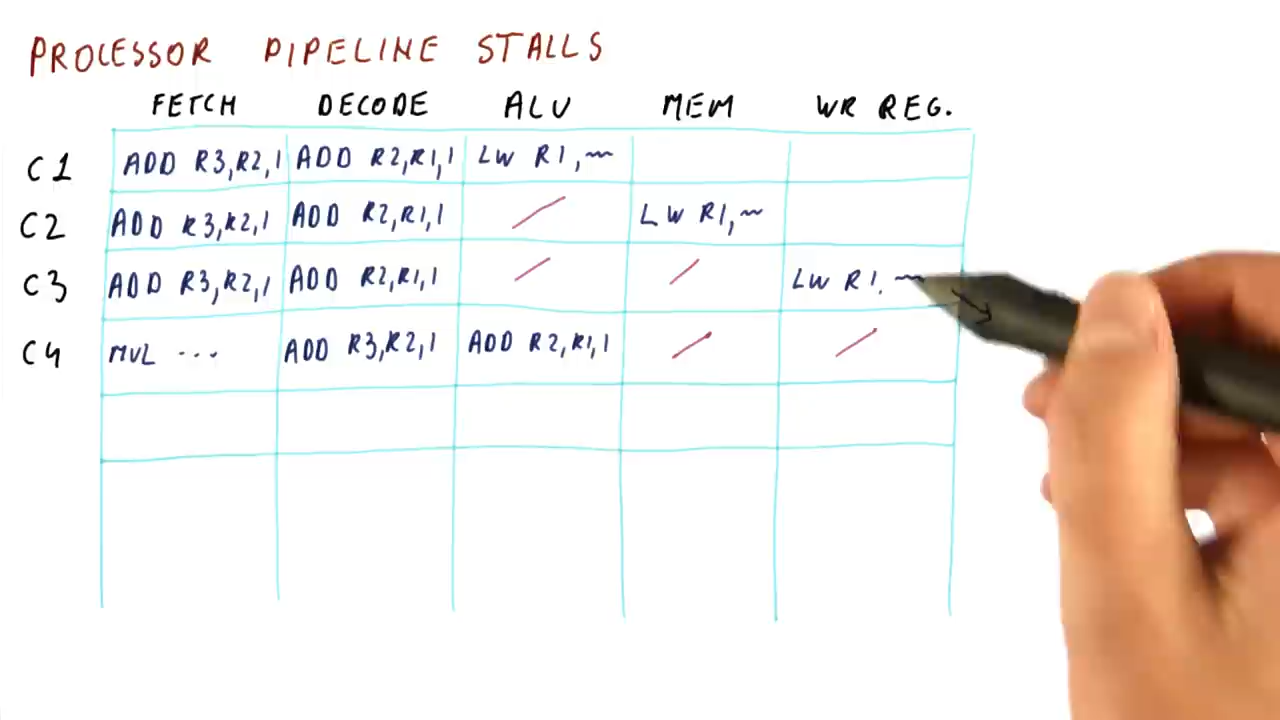 PROCESSOR PIPELINE STALLS
FETCH DECODE ALU MEM WR REG.
C1 ADD R3,R2,1 ADD R2,R1,1 LW R1,~
C2 ADD R3,R2,1 ADD R2,R1,1 / LW R1,~
C3 ADD R3,R2,1 ADD R2,R1,1 / / LW R1,~
C4 MUL ... ADD R3,R2,1 ADD R2,R1,1 / /